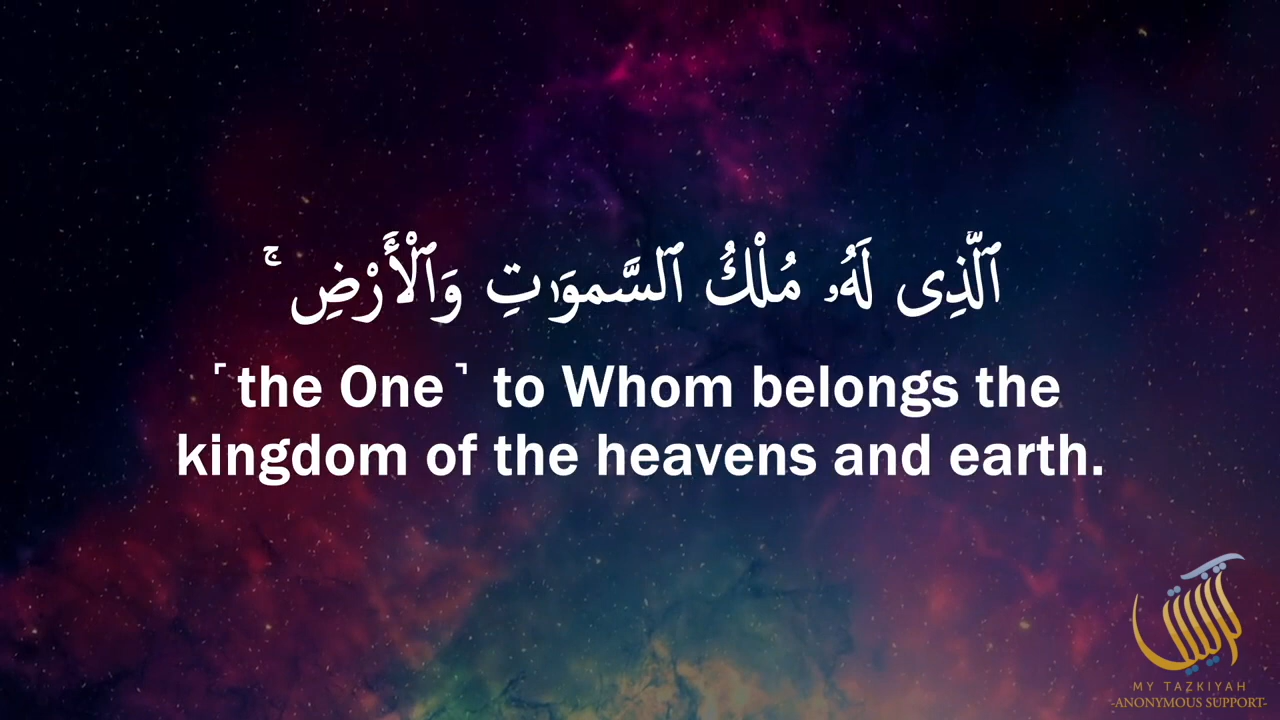 ٱلَّذِى لَهُۥ مُلْكُ ٱلسَّمَـٰوَٰتِ وَٱلْأَرْضِ ۚ
˹the One˺ to Whom belongs the
kingdom of the heavens and earth.
MY TAZKIYAH
-ANONYMOUS SUPPORT-